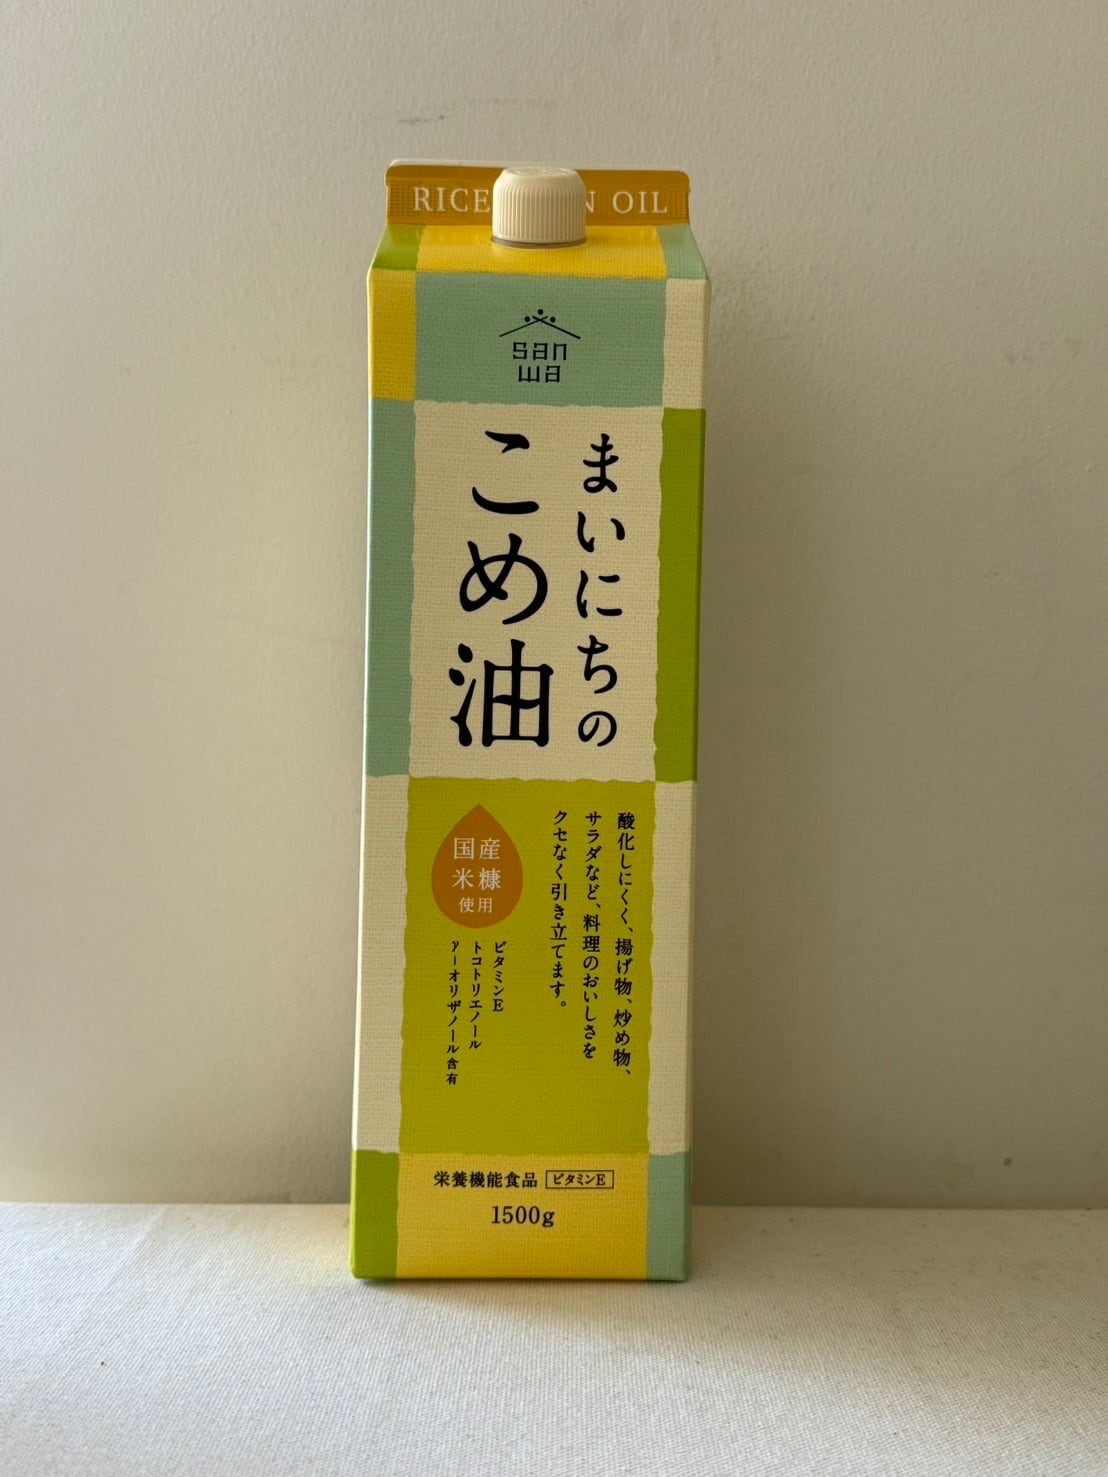 RICE N OIL
san
wa
まいにちの
こめ油
酸化しにくく、揚げ物、炒め物、
サラダなど、料理のおいしさを
クセなく引き立てます。
国産
米糠
使用
ビタミンE
トコトリエノール
γ-オリザノール含有
栄養機能食品 ビタミンE
1500g